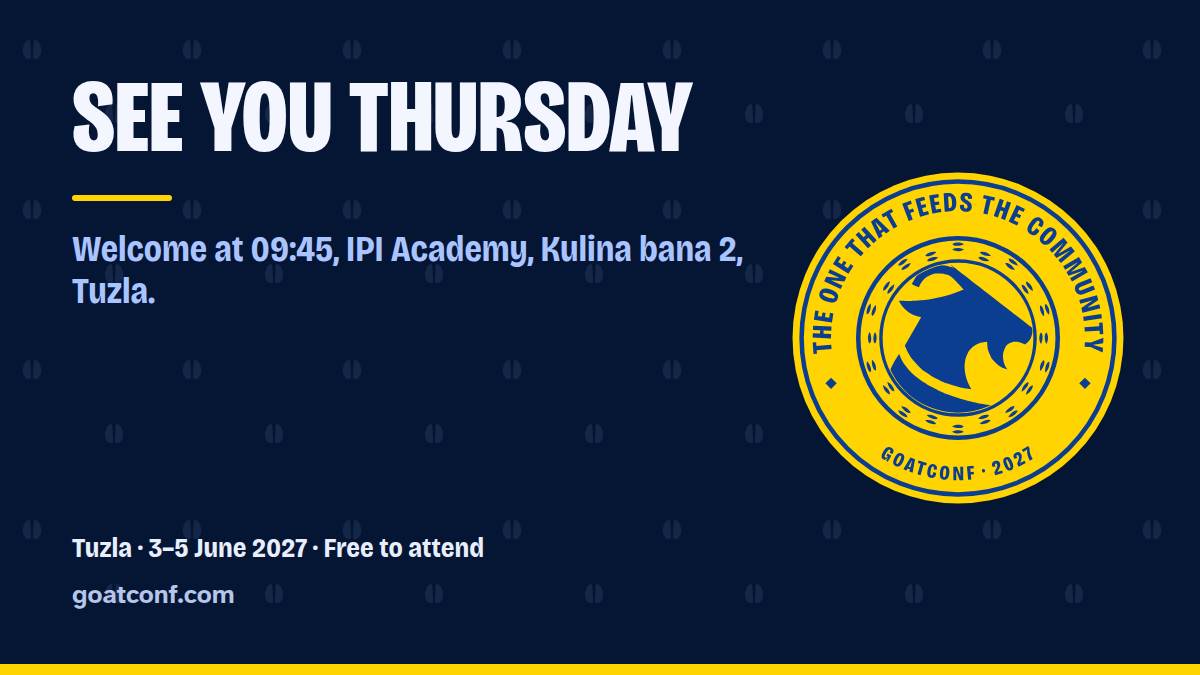 SEE YOU THURSDAY
Welcome at 09:45, IPI Academy, Kulina bana 2,
Tuzla.
THE ONE THAT FEEDS THE COMMUNITY
GOATCONF · 2027
Tuzla · 3–5 June 2027 · Free to attend
goatconf.com